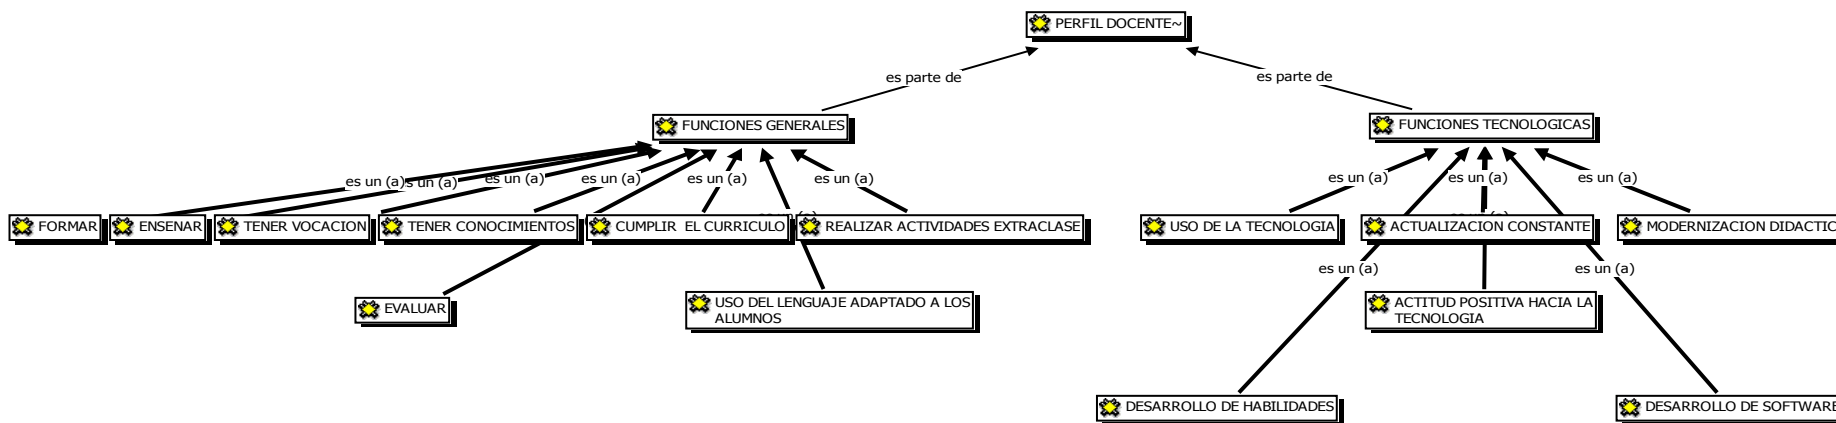 PERFIL DOCENTE~
es parte de
es parte de
FUNCIONES GENERALES
FUNCIONES TECNOLOGICAS
es un (a)
s un (a)
es un (a)
es un (a)
es un (a)
es un (a)
es un (a)
es un (a)
es un (a)
FORMAR
ENSENAR
TENER VOCACION
TENER CONOCIMIENTOS
CUMPLIR EL CURRICULO
REALIZAR ACTIVIDADES EXTRACLASE
USO DE LA TECNOLOGIA
ACTUALIZACION CONSTANTE
MODERNIZACION DIDACTIC
es un (a)
es un (a)
EVALUAR
USO DEL LENGUAJE ADAPTADO A LOS
ALUMNOS
ACTITUD POSITIVA HACIA LA
TECNOLOGIA
DESARROLLO DE HABILIDADES
DESARROLLO DE SOFTWARE